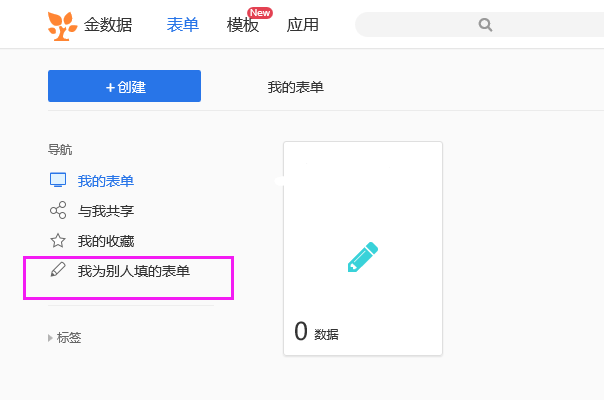 金数据 表单 模板 New 应用
+创建 我的表单
导航
我的表单
与我共享
我的收藏
我为别人填的表单
标签
0 数据